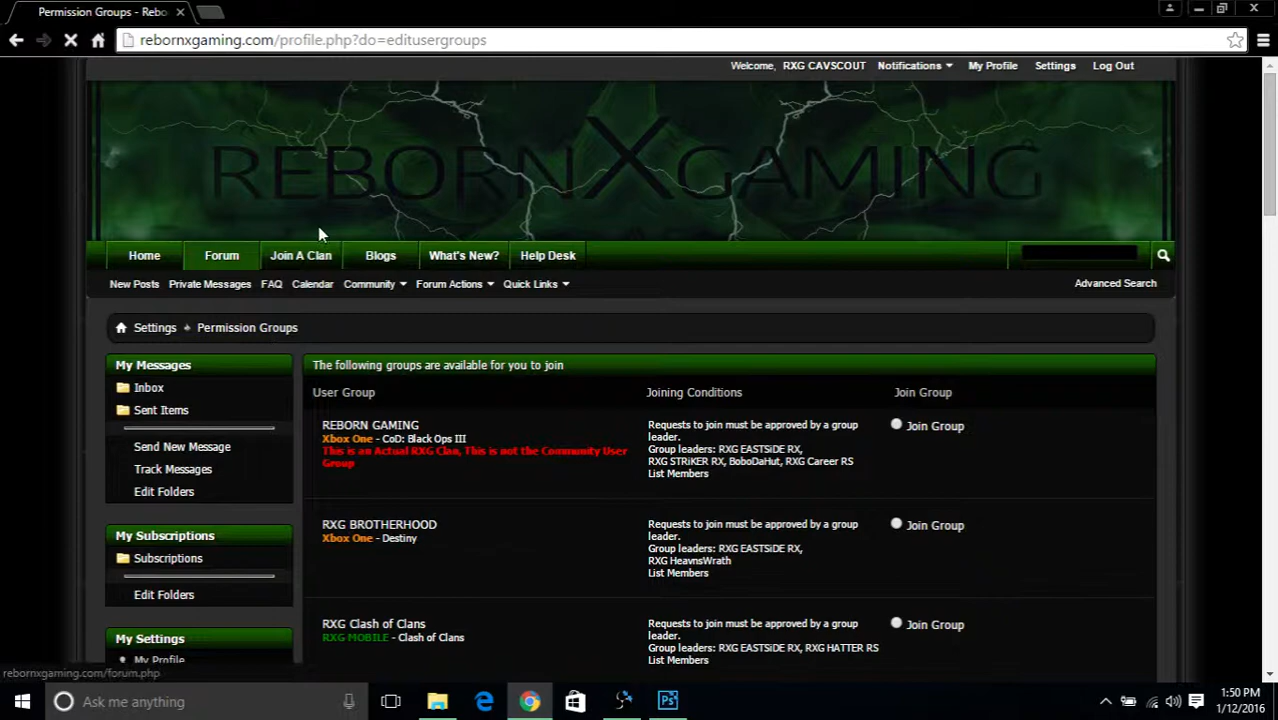 Permission Groups - Rebo
rebornxgaming.com/profile.php?do=editusergroups
Welcome, RXG CAVSCOUT Notifications My Profile Settings Log Out
REBORNXGAMING
Home Forum Join A Clan Blogs What's New? Help Desk
New Posts Private Messages FAQ Calendar Community Forum Actions Quick Links Advanced Search
Settings Permission Groups
My Messages
Inbox
Sent Items
Send New Message
Track Messages
Edit Folders
My Subscriptions
Subscriptions
Edit Folders
My Settings
My Profile
The following groups are available for you to join
User Group Joining Conditions Join Group
REBORN GAMING
Xbox One - CoD: Black Ops III
This is an Actual RXG Clan, This is not the Community User
Group
Requests to join must be approved by a group
leader.
Group leaders: RXG EASTSiDE RX,
RXG STRiKER RX, BoboDaHut, RXG Career RS
List Members
Join Group
RXG BROTHERHOOD
Xbox One - Destiny
Requests to join must be approved by a group
leader.
Group leaders: RXG EASTSiDE RX,
RXG HeavnsWrath
List Members
Join Group
RXG Clash of Clans
RXG MOBILE - Clash of Clans
Requests to join must be approved by a group
leader.
Group leaders: RXG EASTSiDE RX, RXG HATTER RS
List Members
Join Group
rebornxgaming.com/forum.php
Ask me anything
Ps
1:50 PM
1/12/2016